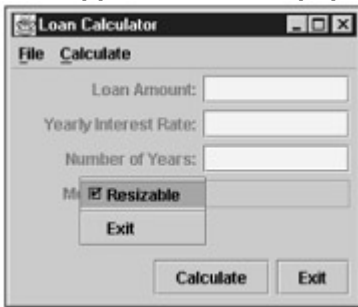 Loan Calculator
File Calculate
Loan Amount:
Yearly Interest Rate:
Number of Years:
Resizable
Exit
Calculate Exit